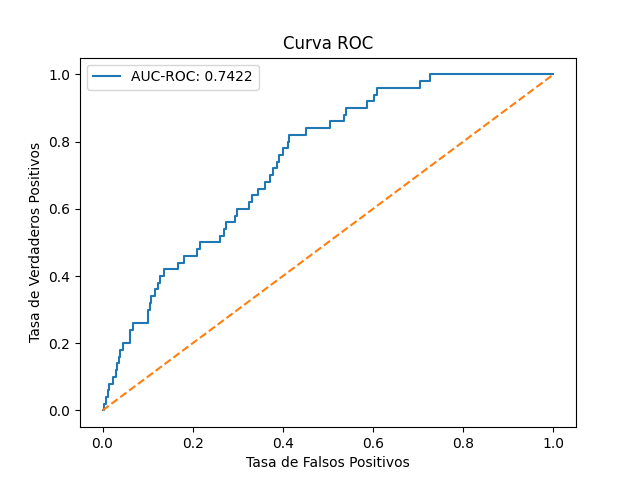 Curva ROC
AUC-ROC: 0.7422
Tasa de Verdaderos Positivos
1.0
0.8
0.6
0.4
0.2
0.0
0.0 0.2 0.4 0.6 0.8 1.0
Tasa de Falsos Positivos